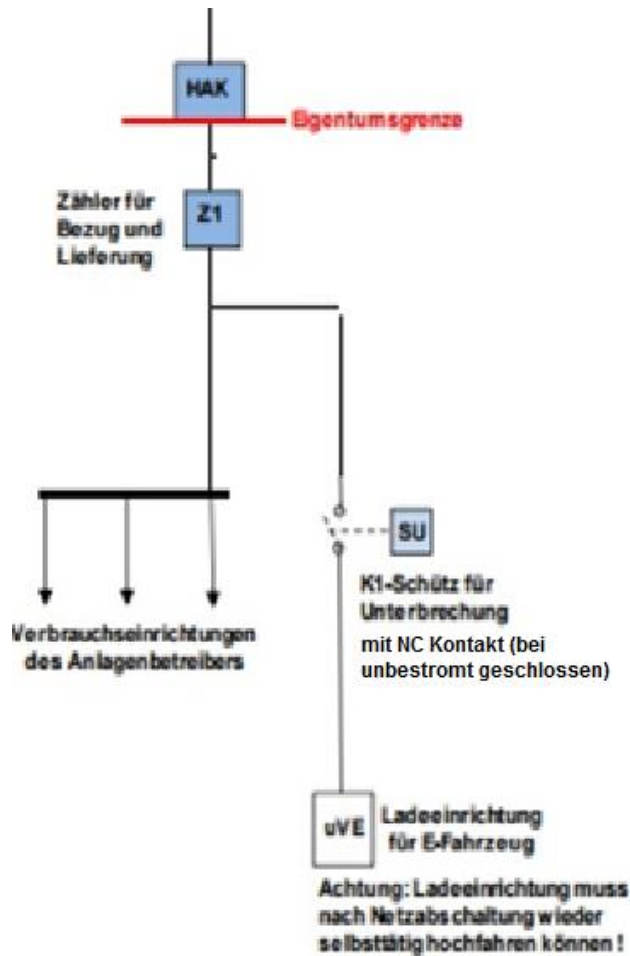 HAK
Eigentumsgrenze
Zähler für
Bezug und
Lieferung
Z1
SU
K1-Schütz für
Unterbrechung
mit NC Kontakt (bei
unbestromt geschlossen)
Verbrauchseinrichtungen
des Anlagenbetreibers
uVE
Ladeeinrichtung
für E-Fahrzeug
Achtung: Ladeeinrichtung muss
nach Netzabschaltung wieder
selbsttätig hochfahren können !